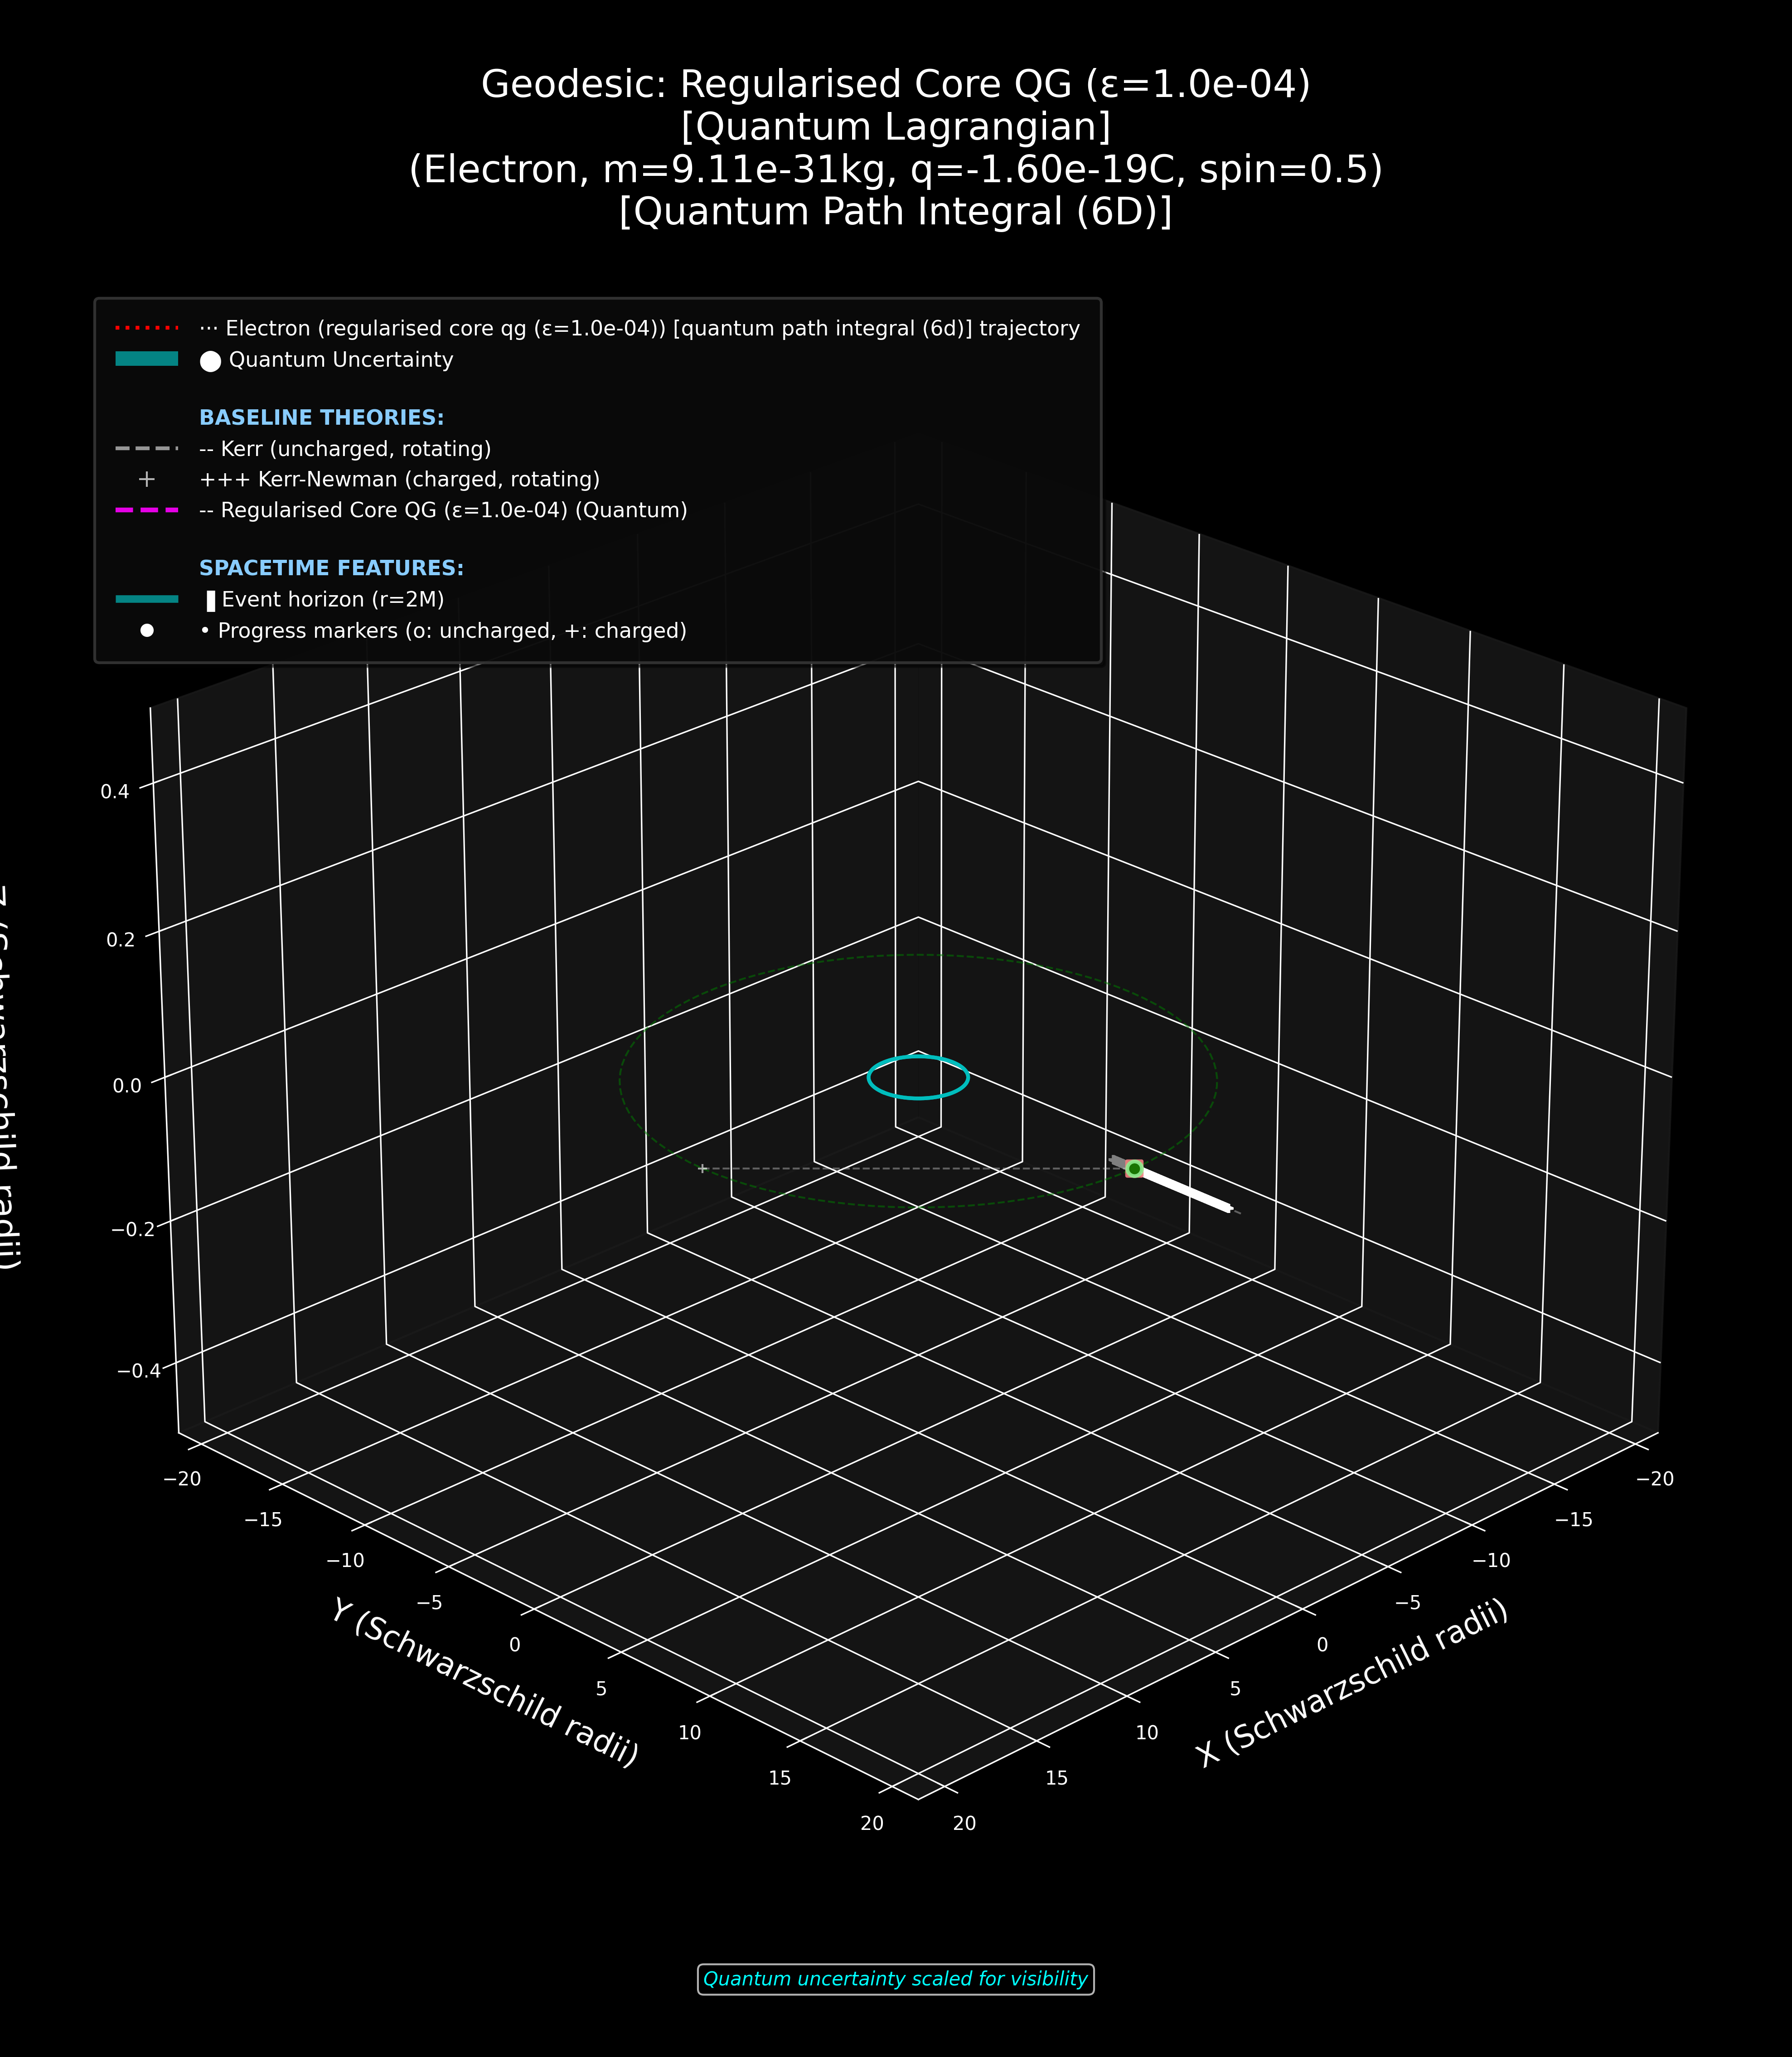 Geodesic: Regularised Core QG (ε=1.0e-04)
[Quantum Lagrangian]
(Electron, m=9.11e-31kg, q=-1.60e-19C, spin=0.5)
[Quantum Path Integral (6D)]
··· Electron (regularised core qg (ε=1.0e-04)) [quantum path integral (6d)] trajectory
● Quantum Uncertainty
BASELINE THEORIES:
-- Kerr (uncharged, rotating)
+++ Kerr-Newman (charged, rotating)
-- Regularised Core QG (ε=1.0e-04) (Quantum)
SPACETIME FEATURES:
▌Event horizon (r=2M)
• Progress markers (o: uncharged, +: charged)
0.4
0.2
0.0
−0.2
−0.4
Z (Schwarzschild radii)
−20
−15
−10
−5
0
5
10
15
20
Y (Schwarzschild radii)
20
15
10
5
0
−5
−10
−15
−20
X (Schwarzschild radii)
Quantum uncertainty scaled for visibility